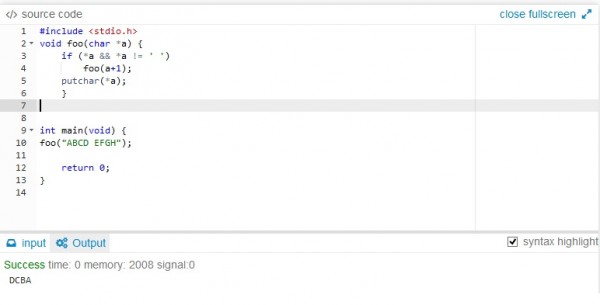 </> source code close fullscreen
1 #include <stdio.h>
2 void foo(char *a) {
3 if (*a && *a != ' ')
4 foo(a+1);
5 putchar(*a);
6 }
7
8
9 int main(void) {
10 foo("ABCD EFGH");
11
12 return 0;
13 }
14
input Output syntax highlight
Success time: 0 memory: 2008 signal:0
DCBA